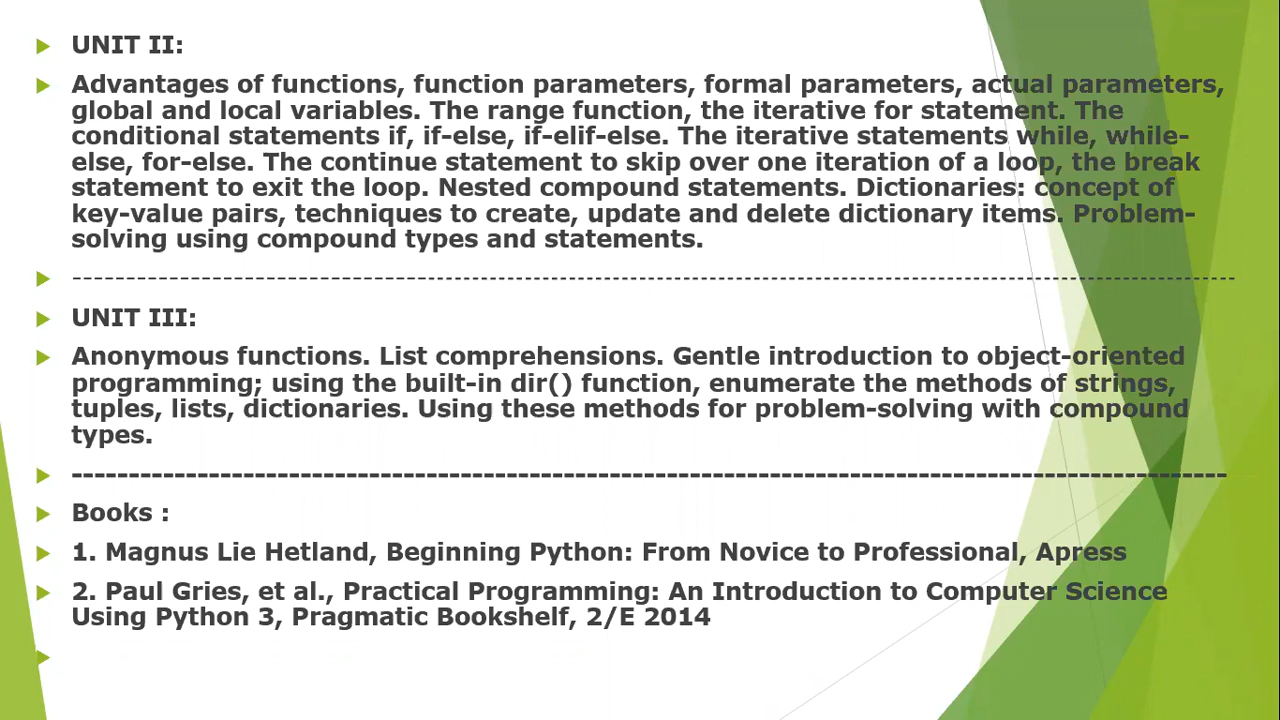 UNIT II:
Advantages of functions, function parameters, formal parameters, actual parameters,
global and local variables. The range function, the iterative for statement. The
conditional statements if, if-else, if-elif-else. The iterative statements while, while-
else, for-else. The continue statement to skip over one iteration of a loop, the break
statement to exit the loop. Nested compound statements. Dictionaries: concept of
key-value pairs, techniques to create, update and delete dictionary items. Problem-
solving using compound types and statements.
--------------------------------------------------------------------------------------------
UNIT III:
Anonymous functions. List comprehensions. Gentle introduction to object-oriented
programming; using the built-in dir() function, enumerate the methods of strings,
tuples, lists, dictionaries. Using these methods for problem-solving with compound
types.
--------------------------------------------------------------------------------------------
Books :
1. Magnus Lie Hetland, Beginning Python: From Novice to Professional, Apress
2. Paul Gries, et al., Practical Programming: An Introduction to Computer Science
Using Python 3, Pragmatic Bookshelf, 2/E 2014